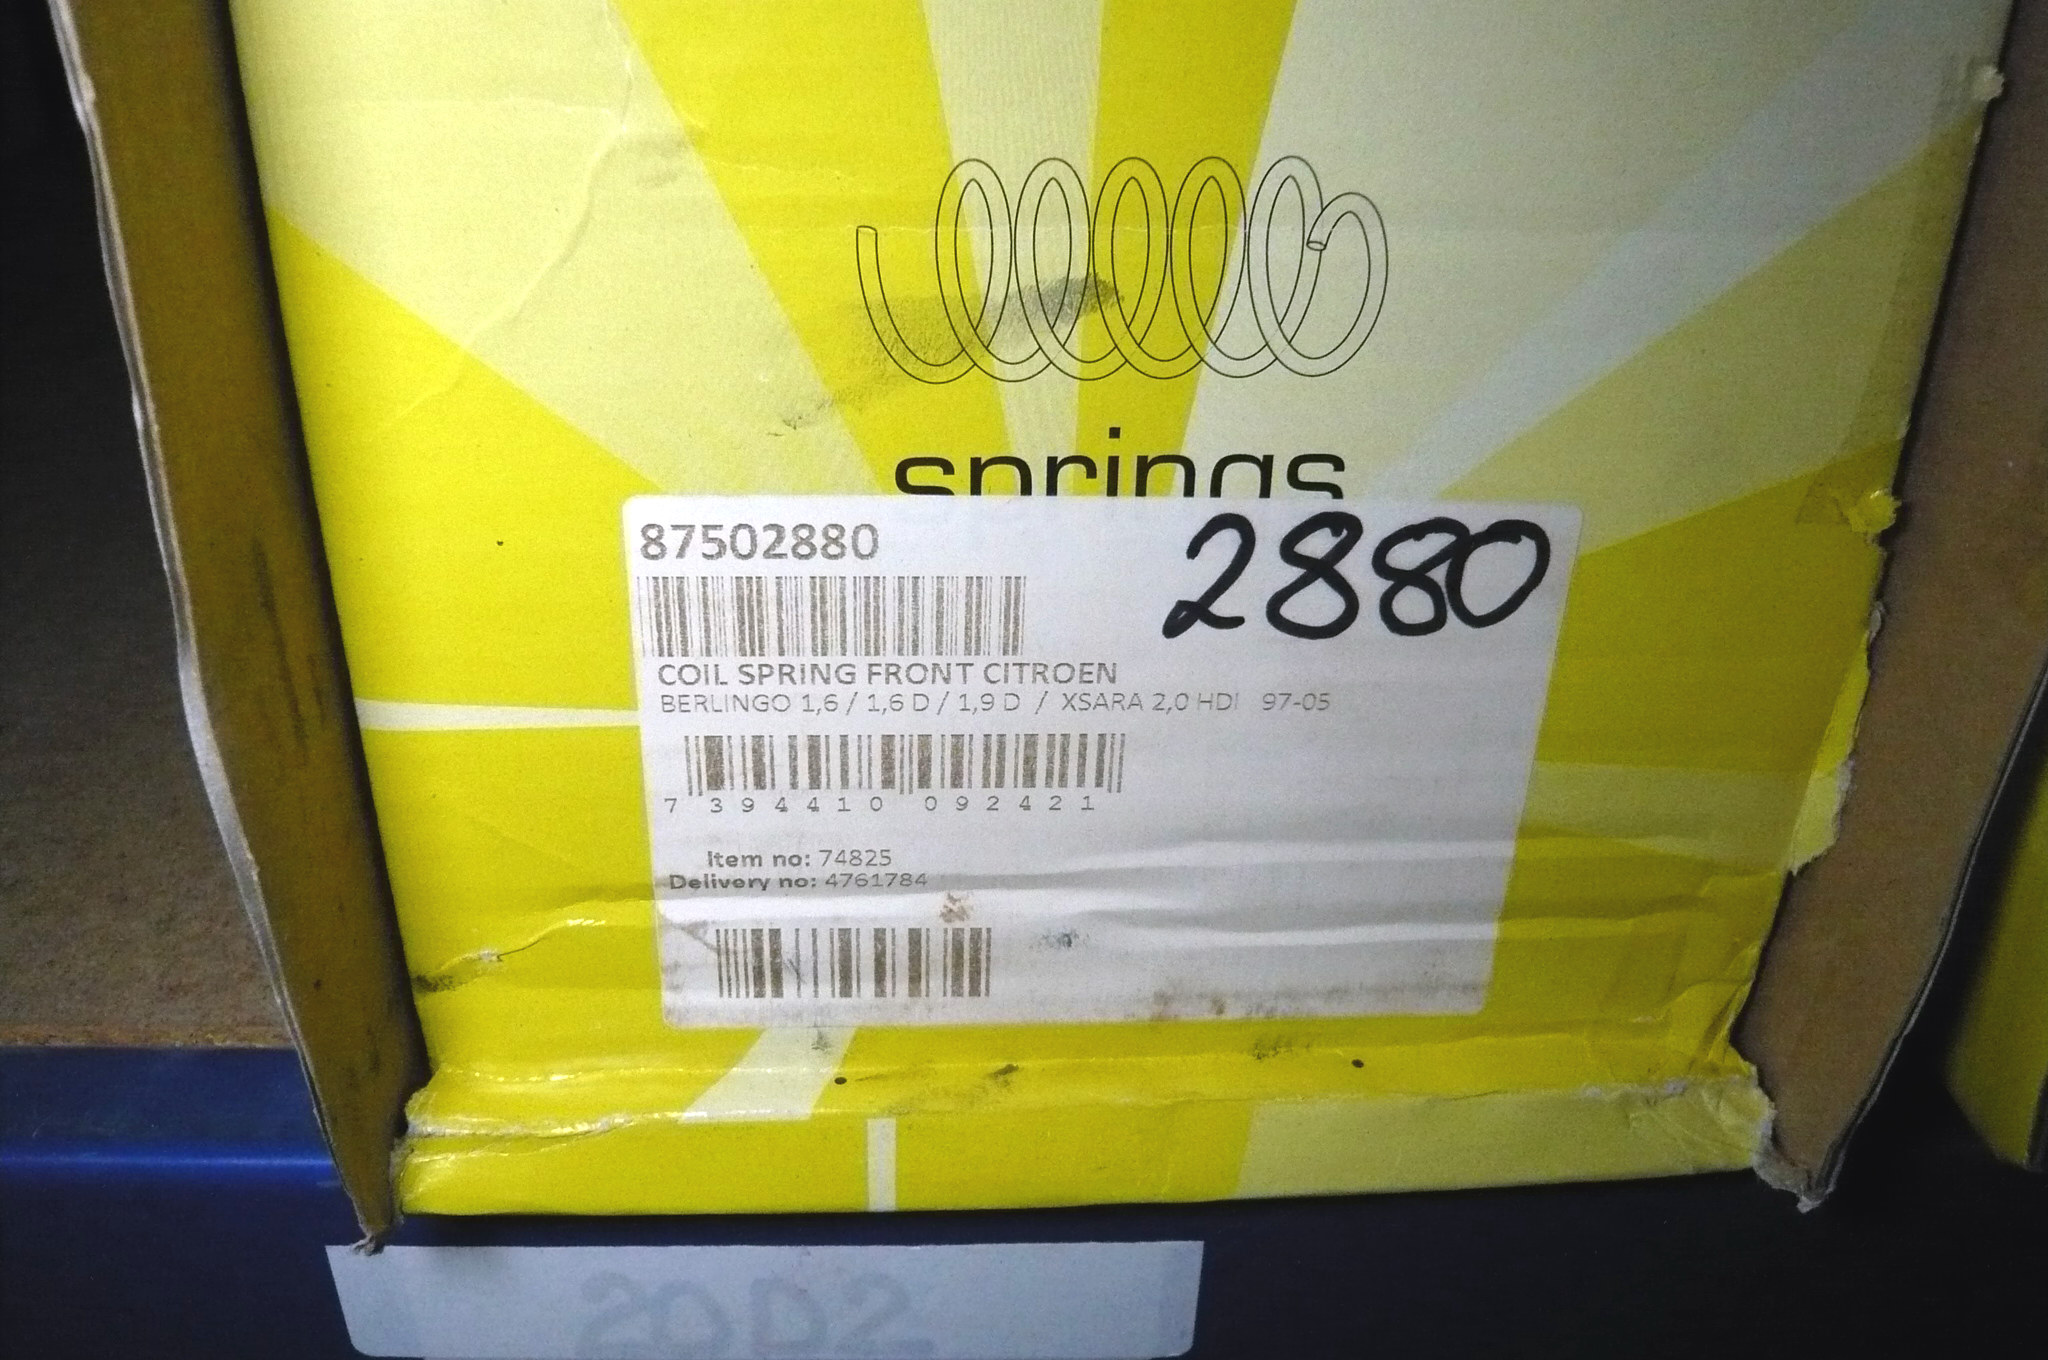 springs
87502880
2880
COIL SPRING FRONT CITROEN
BERLINGO 1,6 / 1,6 D / 1,9 D / XSARA 2,0 HDI 97-05
7 394410 092421
Item no: 74825
Delivery no: 4761784